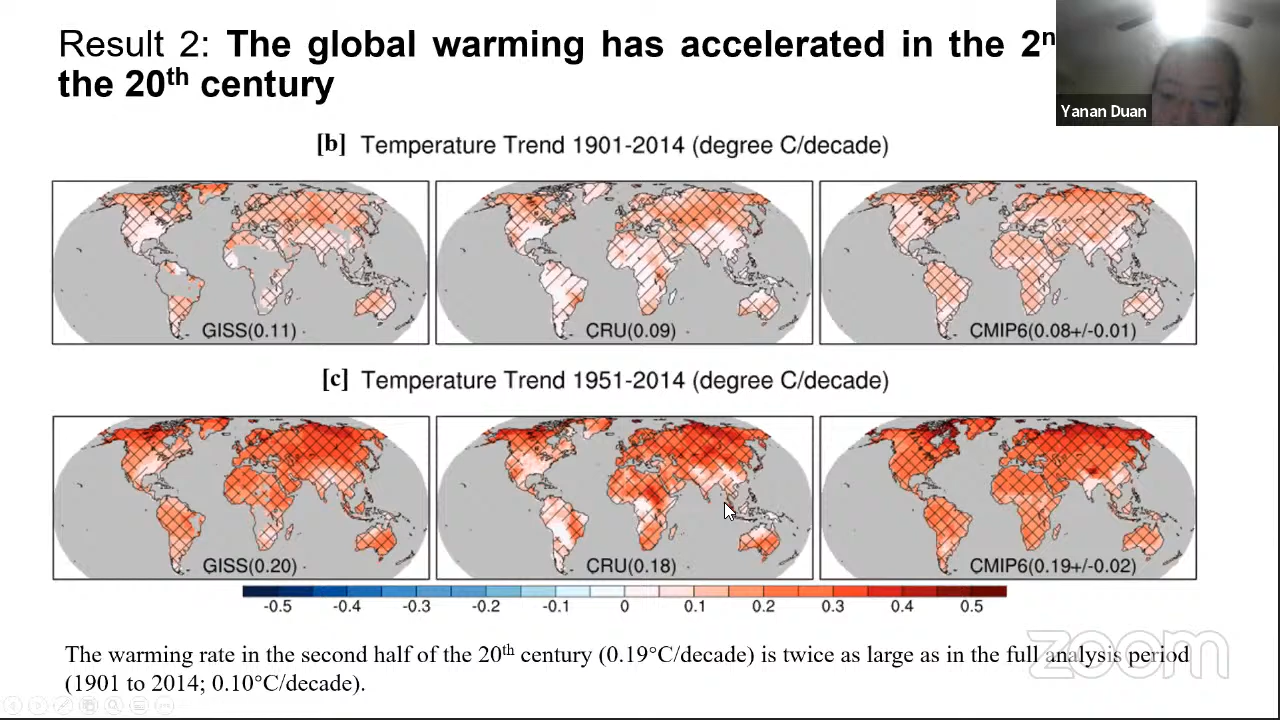 Result 2: The global warming has accelerated in the 2n
the 20th century
Yanan Duan
[b] Temperature Trend 1901-2014 (degree C/decade)
GISS(0.11)
CRU(0.09)
CMIP6(0.08+/-0.01)
[c] Temperature Trend 1951-2014 (degree C/decade)
GISS(0.20)
CRU(0.18)
CMIP6(0.19+/-0.02)
-0.5 -0.4 -0.3 -0.2 -0.1 0 0.1 0.2 0.3 0.4 0.5
The warming rate in the second half of the 20th century (0.19°C/decade) is twice as large as in the full analysis period
(1901 to 2014; 0.10°C/decade).
zoom